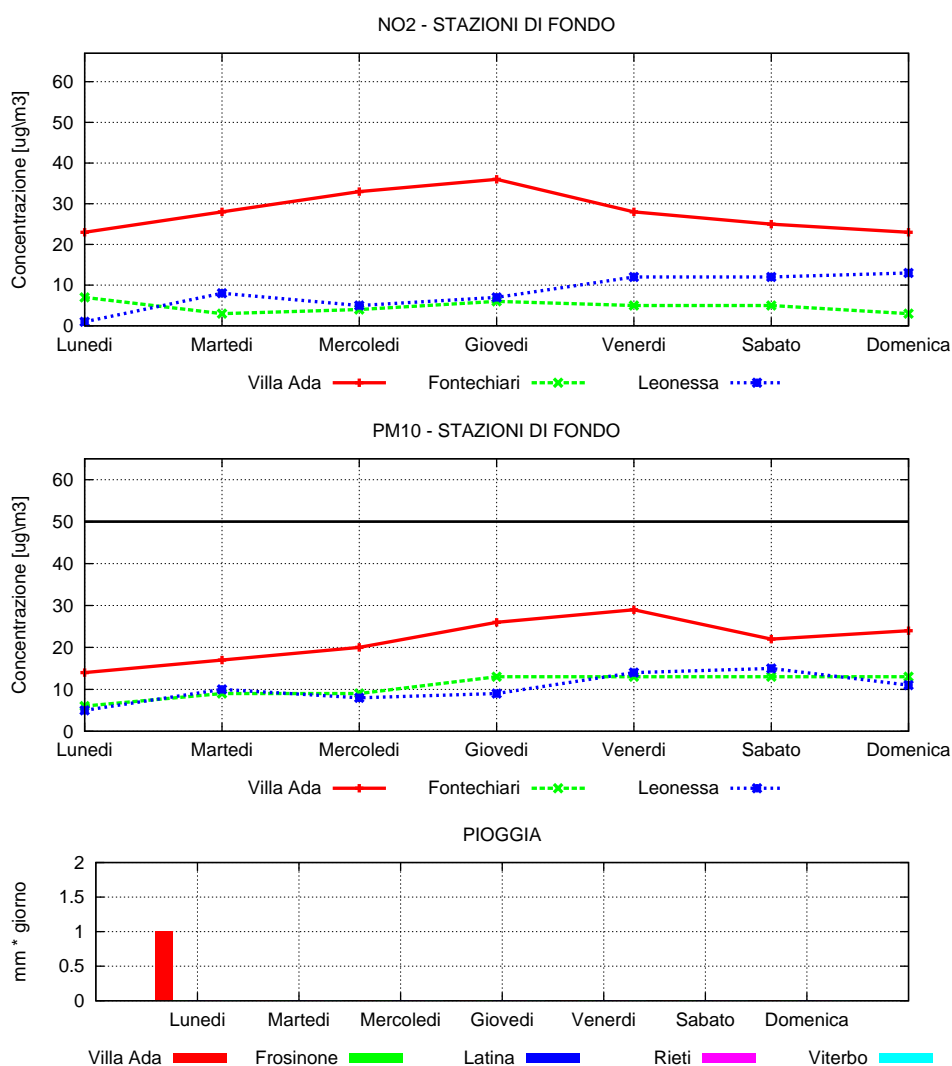 NO2 - STAZIONI DI FONDO
Concentrazione [ug\m3]
60
50
40
30
20
10
0
Lunedi Martedi Mercoledi Giovedi Venerdi Sabato Domenica
Villa Ada Fontechiari Leonessa
PM10 - STAZIONI DI FONDO
Concentrazione [ug\m3]
60
50
40
30
20
10
0
Lunedi Martedi Mercoledi Giovedi Venerdi Sabato Domenica
Villa Ada Fontechiari Leonessa
PIOGGIA
mm * giorno
2
1.5
1
0.5
0
Lunedi Martedi Mercoledi Giovedi Venerdi Sabato Domenica
Villa Ada Frosinone Latina Rieti Viterbo